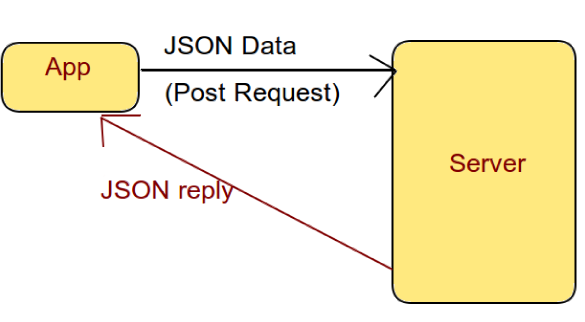 App
JSON Data
(Post Request)
Server
JSON reply